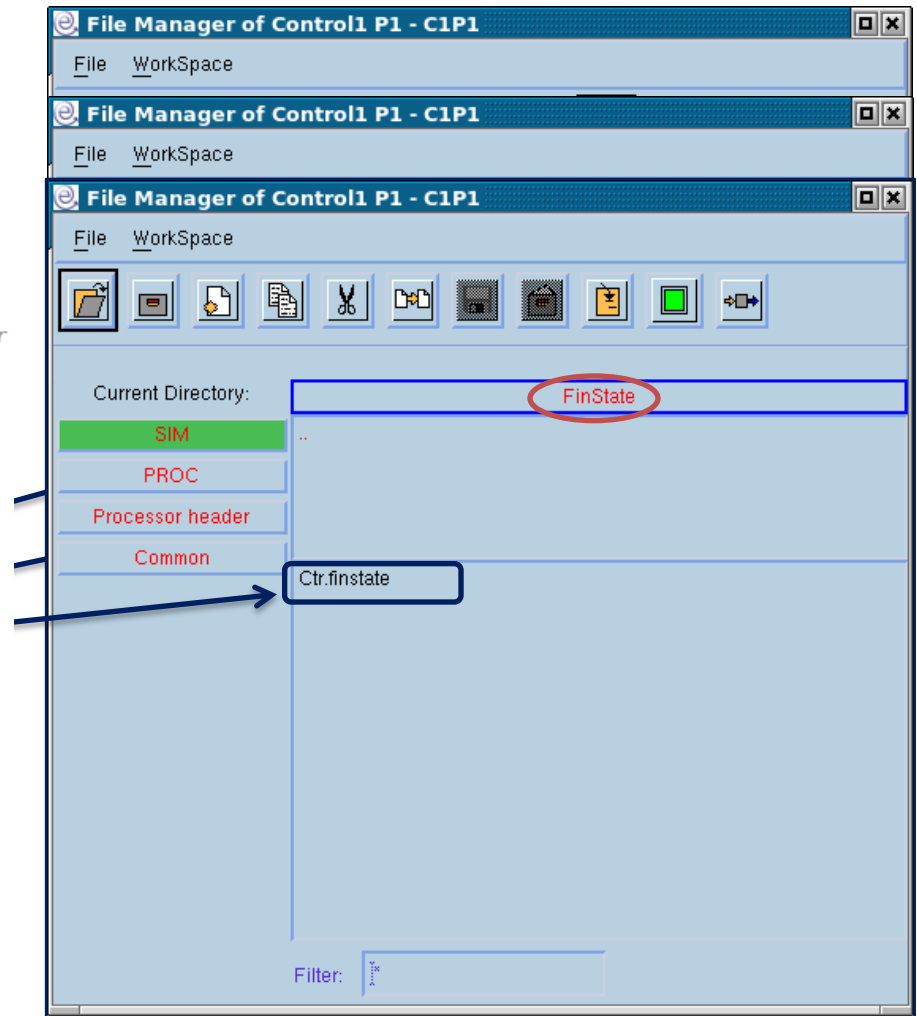 File Manager of Control1 P1 - C1P1
File WorkSpace
File Manager of Control1 P1 - C1P1
File WorkSpace
File Manager of Control1 P1 - C1P1
File WorkSpace
Current Directory:
FinState
SIM
..
PROC
Processor header
Common
Ctr.finstate
Filter: *